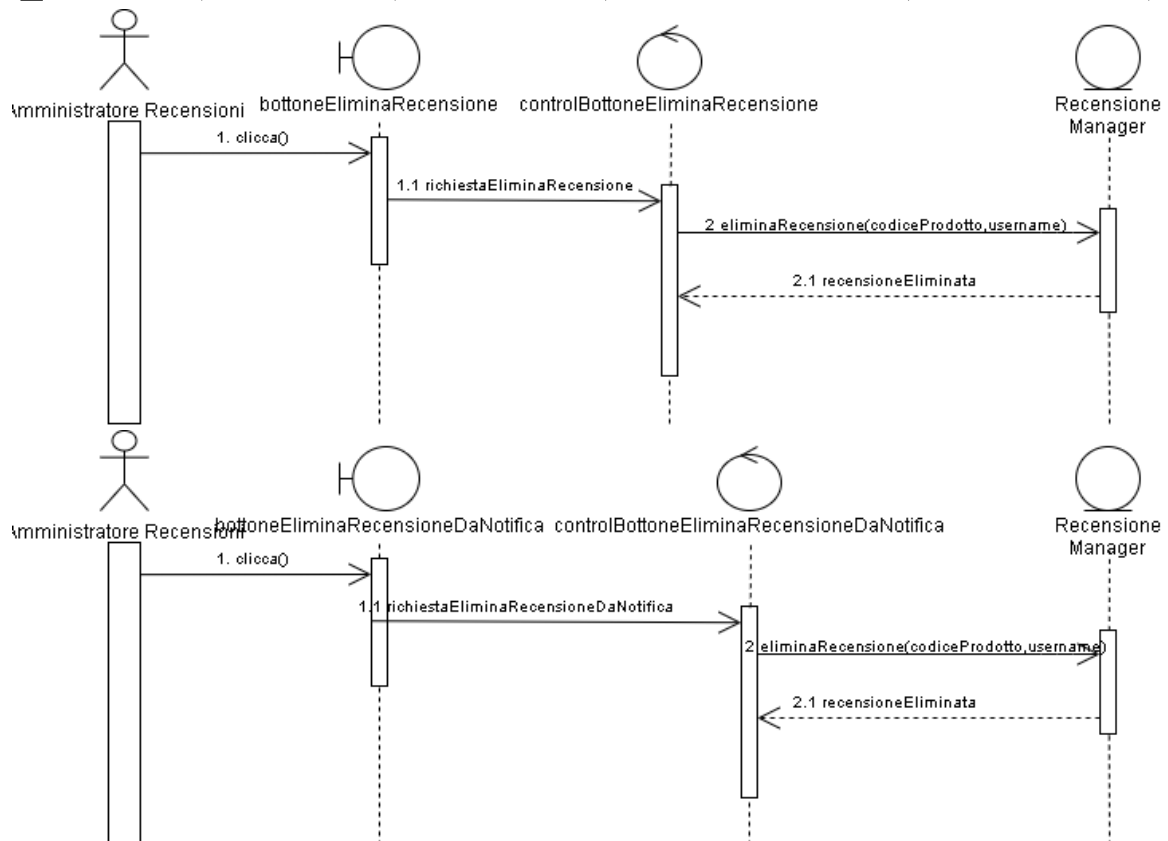 Amministratore Recensioni
bottoneEliminaRecensione
controlBottoneEliminaRecensione
Recensione
Manager
1. clicca()
1.1 richiestaEliminaRecensione
2 eliminaRecensione(codiceProdotto,username)
2.1 recensioneEliminata
Amministratore Recensioni
bottoneEliminaRecensioneDaNotifica
controlBottoneEliminaRecensioneDaNotifica
Recensione
Manager
1. clicca()
1.1 richiestaEliminaRecensioneDaNotifica
2 eliminaRecensione(codiceProdotto,username)
2.1 recensioneEliminata